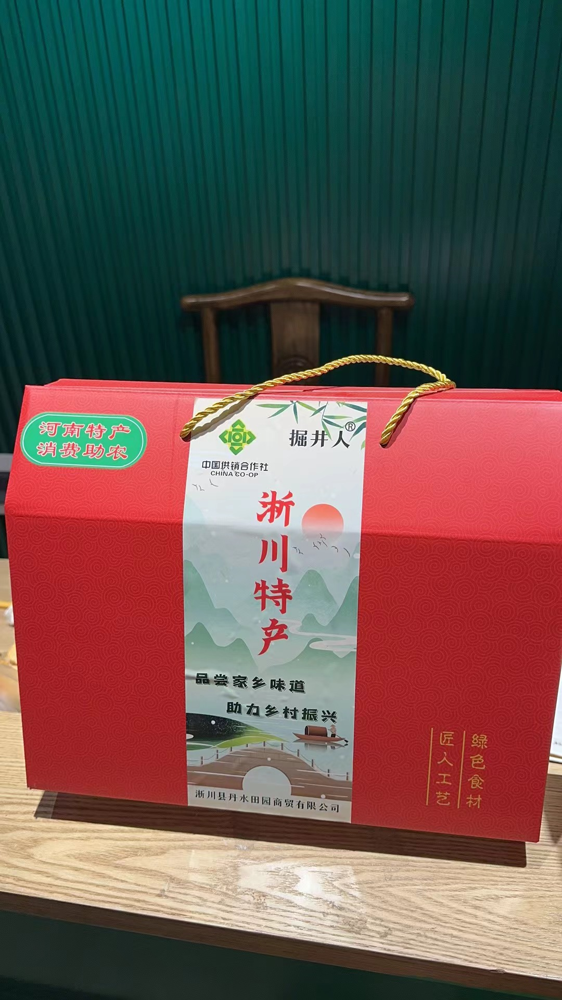 河南特产
消费助农
中国供销合作社
CHINA CO-OP
掘井人®
淅川特产
品尝家乡味道
助力乡村振兴
淅川县丹水田园商贸有限公司
绿色食材
匠人工艺